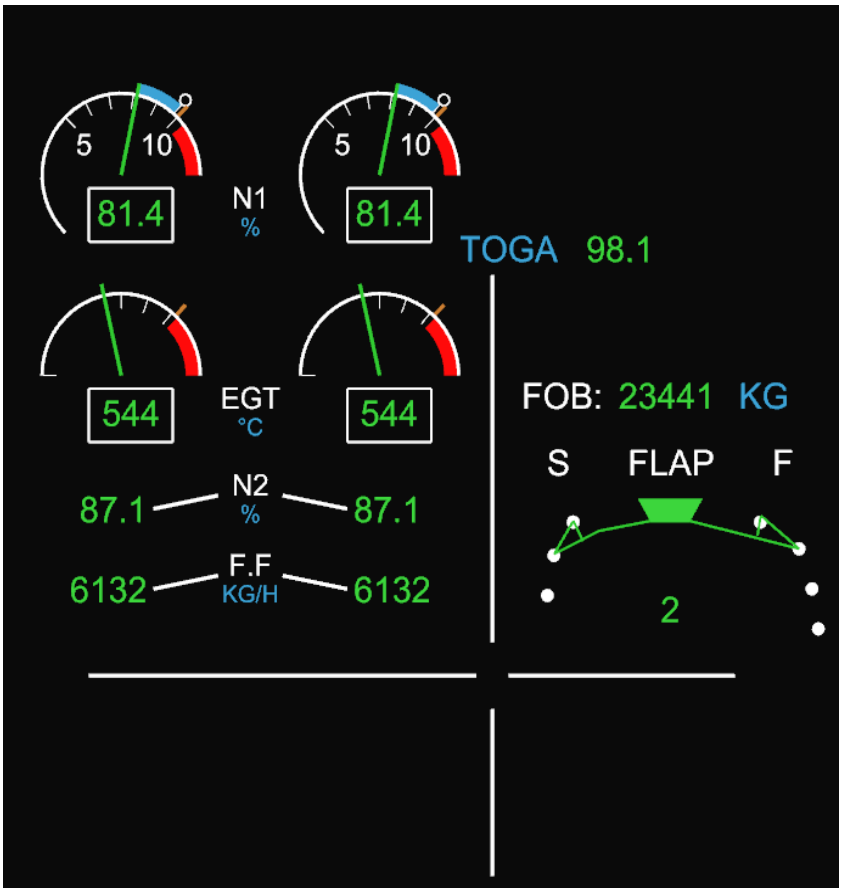 5 10 5 10
81.4 N1 81.4
%
TOGA 98.1
544 EGT 544
°C
FOB: 23441 KG
S FLAP F
87.1 N2 87.1
%
6132 F.F 6132
KG/H
2